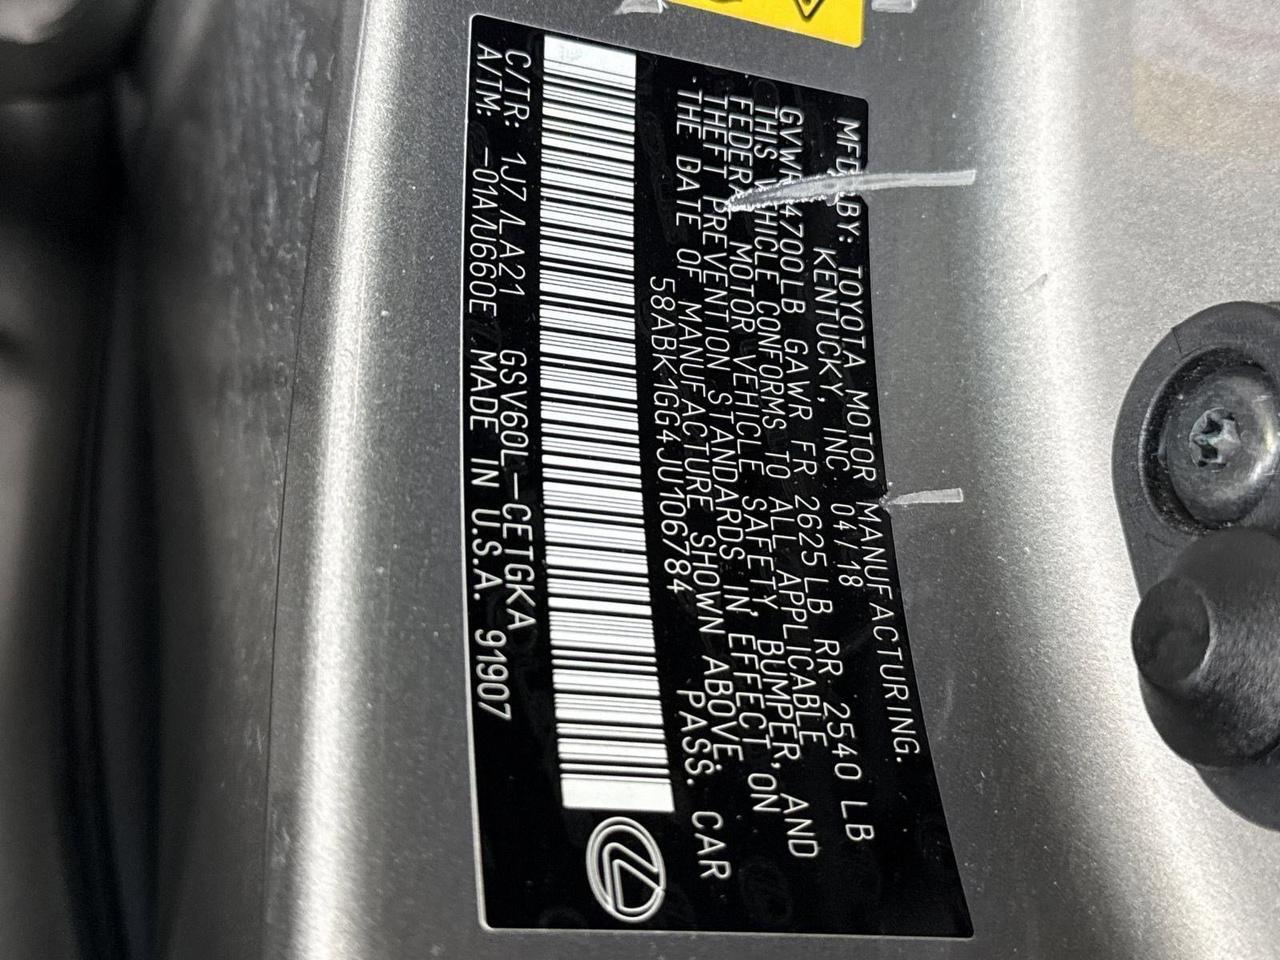 MFD. BY: TOYOTA MOTOR MANUFACTURING.
KENTUCKY, INC 04/18
GVWR 4700LB GAWR FR 2625LB RR 2540 LB
THIS VEHICLE CONFORMS TO ALL APPLICABLE
FEDERAL MOTOR VEHICLE SAFETY, BUMPER, AND
THEFT PREVENTION STANDARDS IN EFFECT ON
THE DATE OF MANUFACTURE SHOWN ABOVE.
58ABK1GG4JU106784 PASS. CAR
C/TR: 1J7/LA21 GSV60L-CETGKA
A/TM: -01A/U660E MADE IN U.S.A. 91907